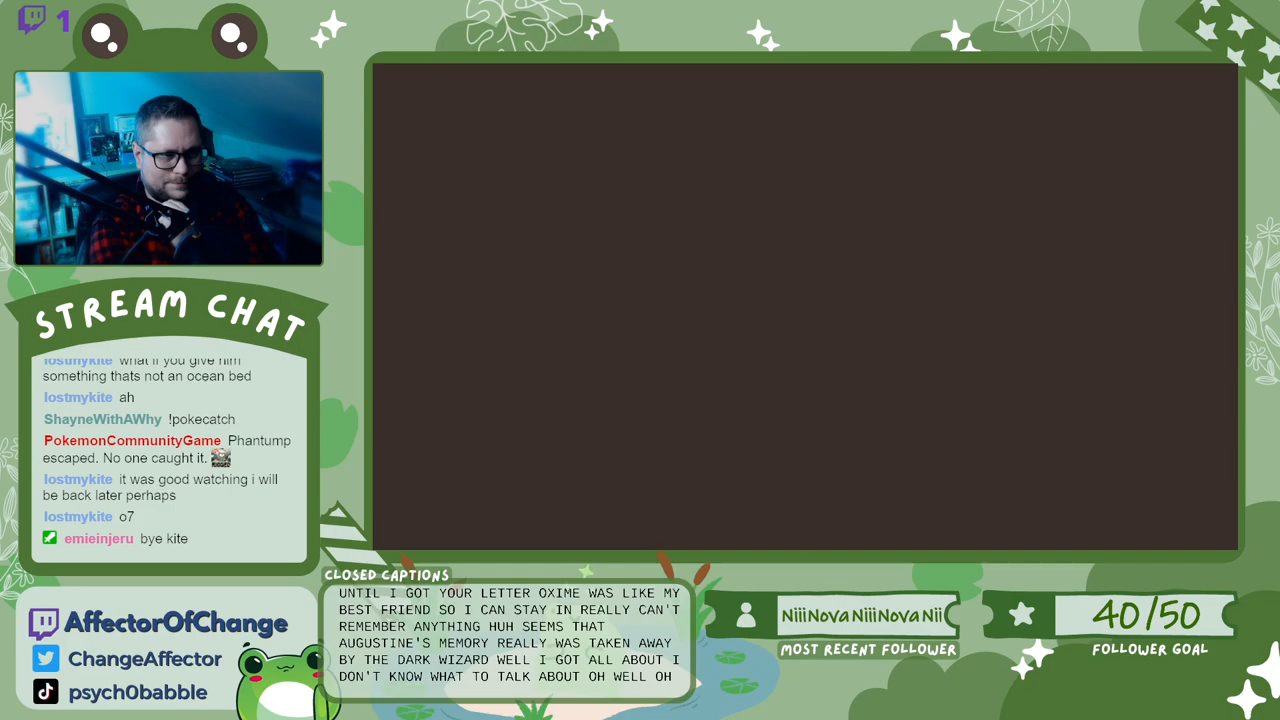 1
STREAM CHAT
lostmykite what if you give him
something thats not an ocean bed
lostmykite ah
ShayneWithAWhy !pokecatch
PokemonCommunityGame Phantump
escaped. No one caught it.
lostmykite it was good watching i will
be back later perhaps
lostmykite o7
emieinjeru bye kite
AffectorOfChange
ChangeAffector
psych0babble
CLOSED CAPTIONS
UNTIL I GOT YOUR LETTER OXIME WAS LIKE MY
BEST FRIEND SO I CAN STAY IN REALLY CAN'T
REMEMBER ANYTHING HUH SEEMS THAT
AUGUSTINE'S MEMORY REALLY WAS TAKEN AWAY
BY THE DARK WIZARD WELL I GOT ALL ABOUT I
DON'T KNOW WHAT TO TALK ABOUT OH WELL OH
NiiiNova NiiiNova Nii
MOST RECENT FOLLOWER
40/50
FOLLOWER GOAL